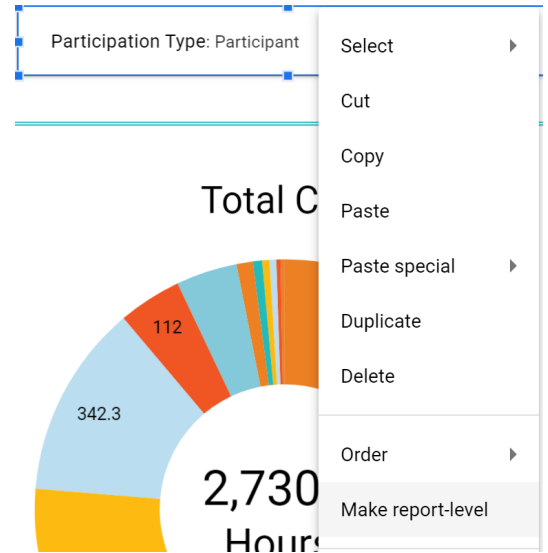 Participation Type: Participant
Total C
112
342.3
2,730
Hours
Select
Cut
Copy
Paste
Paste special
Duplicate
Delete
Order
Make report-level